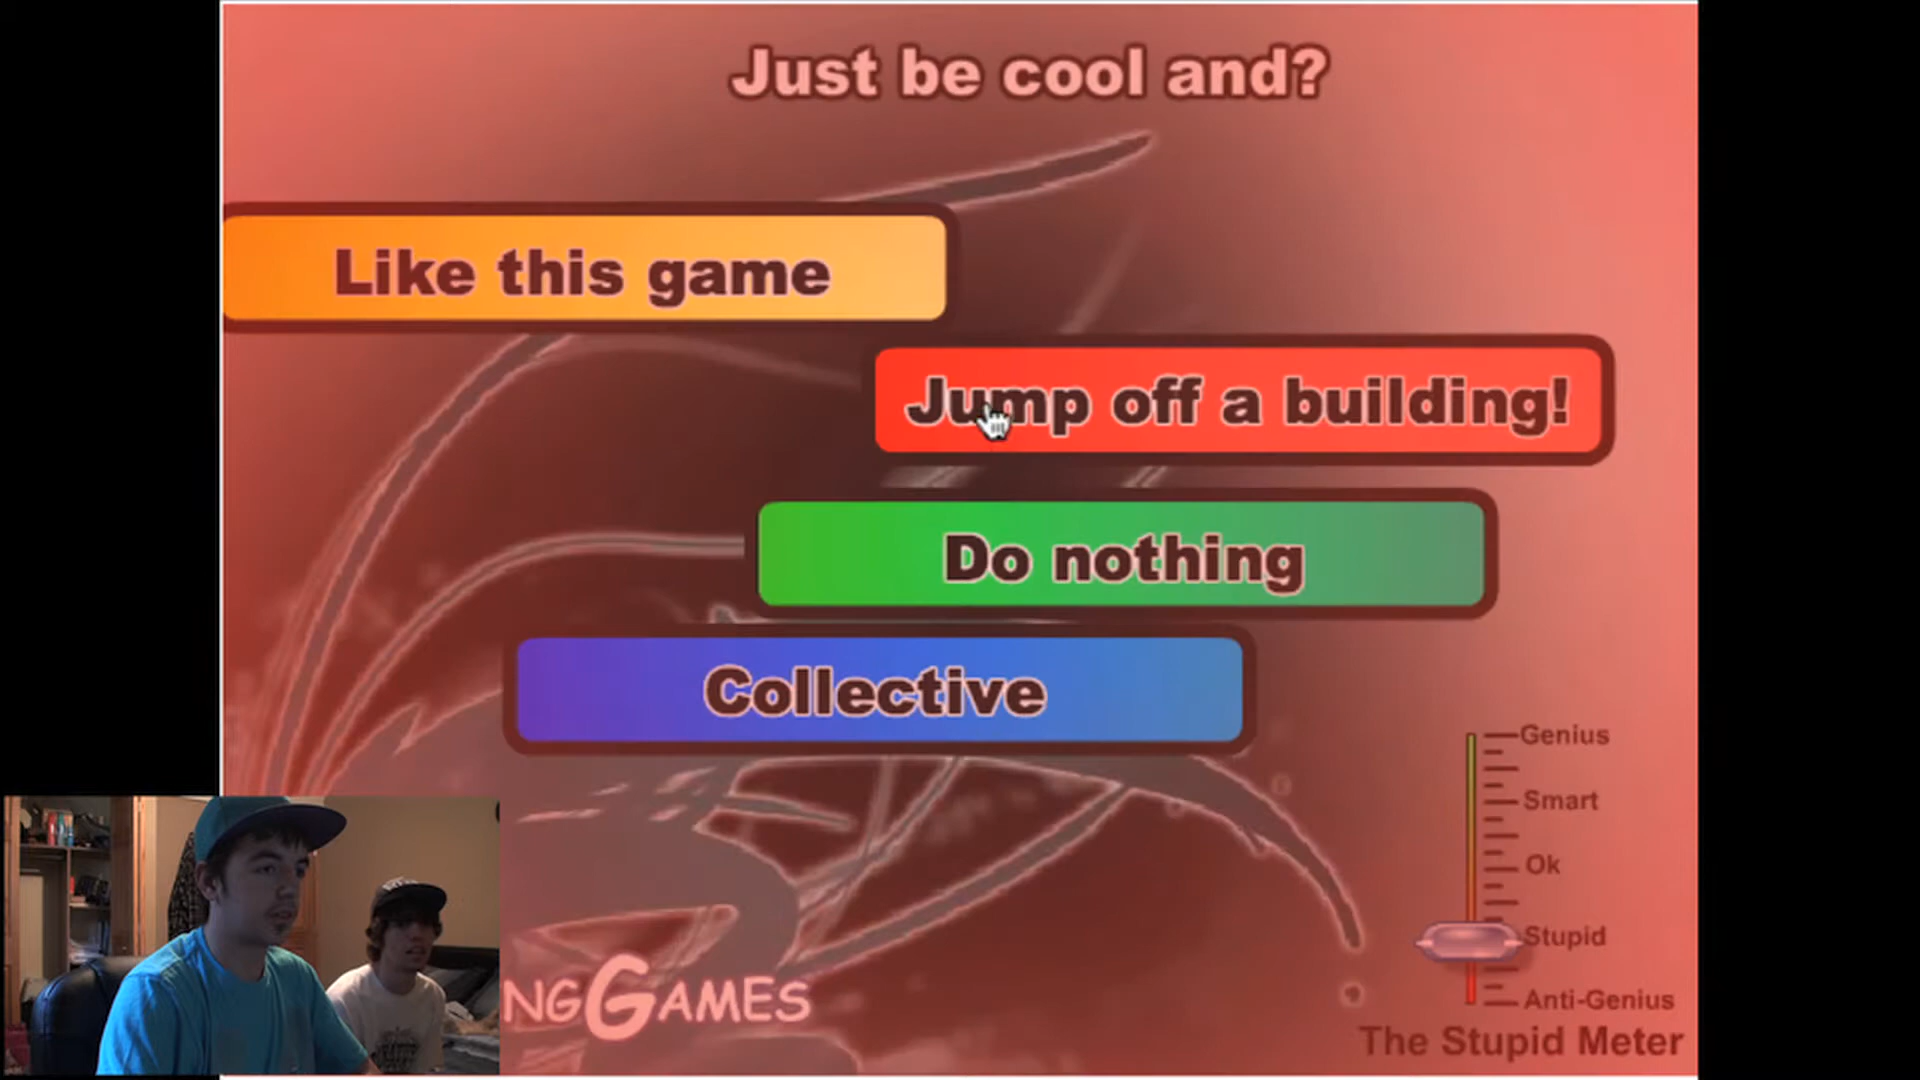 Just be cool and?
Like this game
Jump off a building!
Do nothing
Collective
Genius
Smart
Ok
Stupid
Anti-Genius
The Stupid Meter
NGGAMES